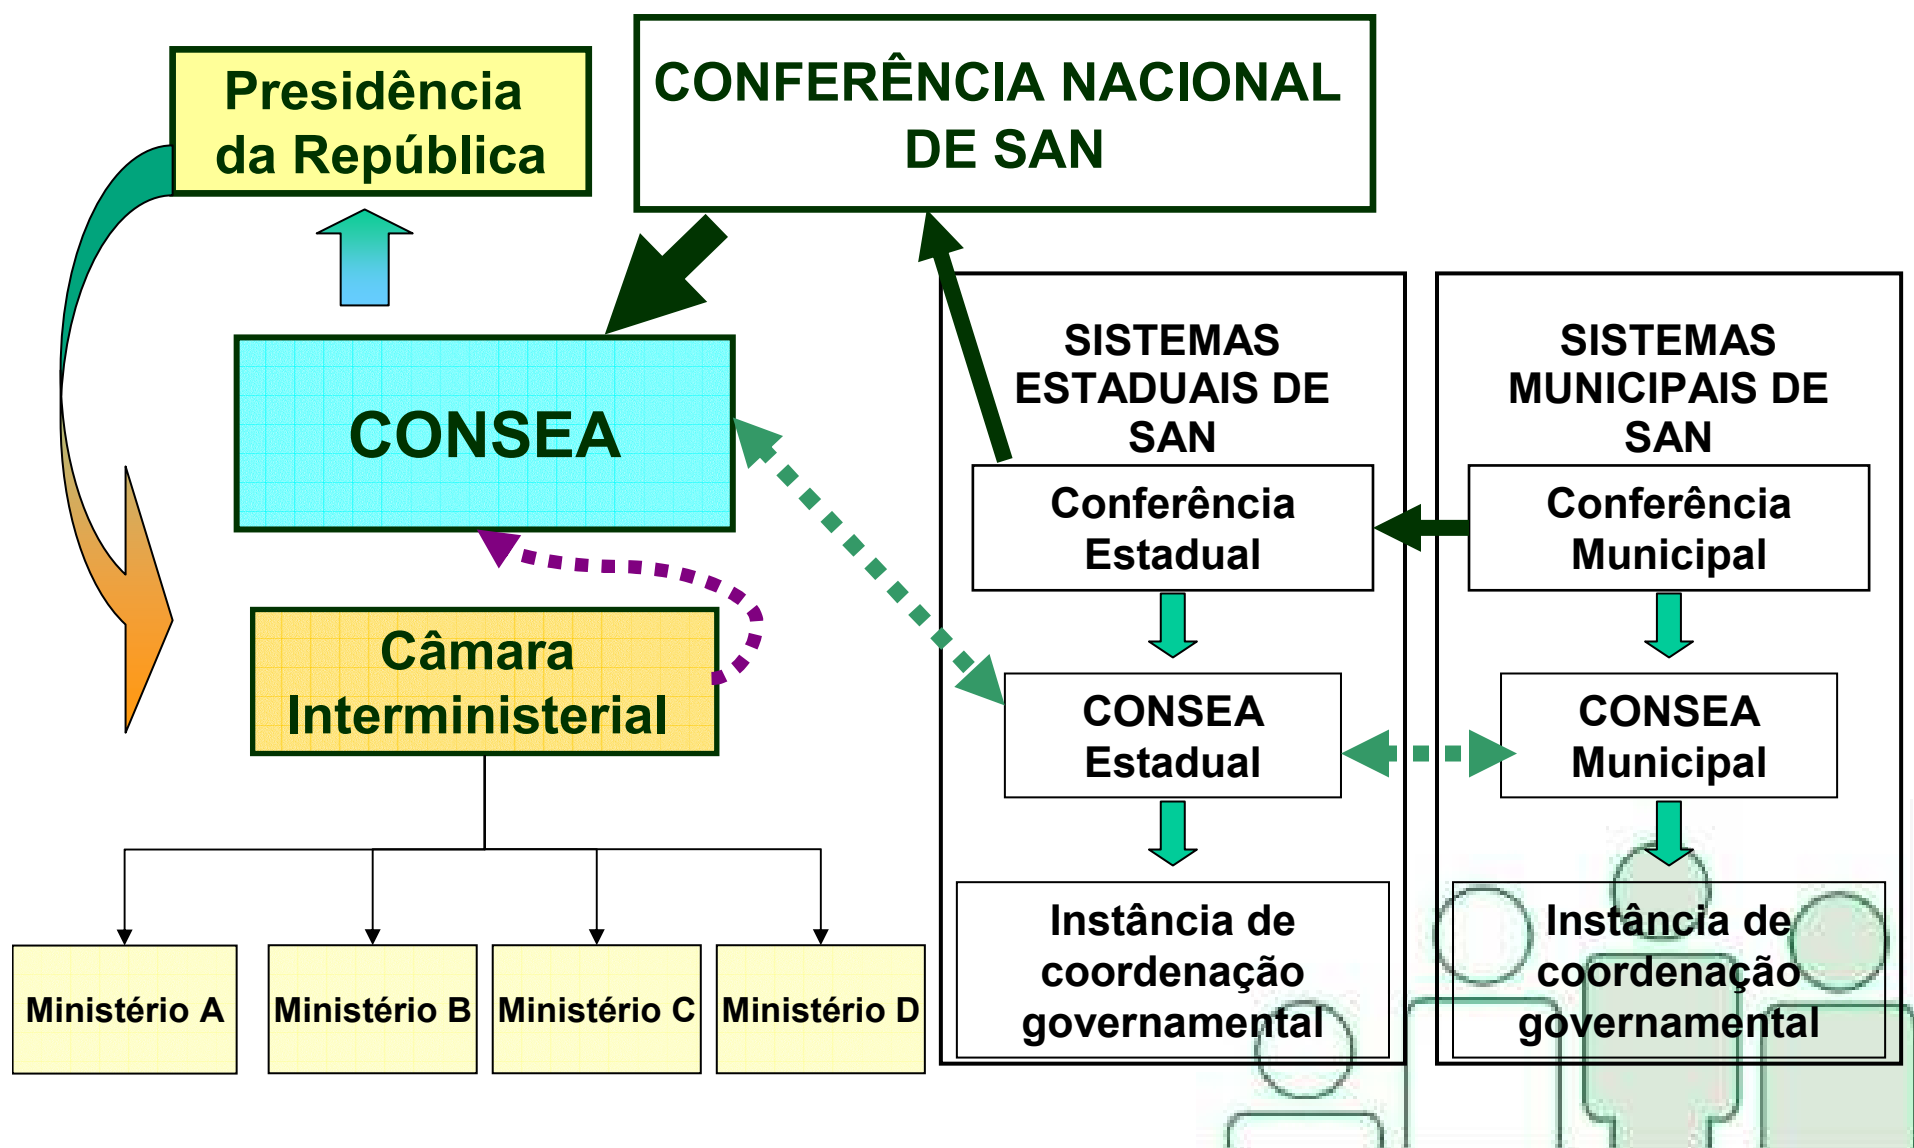 Presidência
da República
CONFERÊNCIA NACIONAL
DE SAN
CONSEA
Câmara
Interministerial
Ministério A
Ministério B
Ministério C
Ministério D
SISTEMAS
ESTADUAIS DE
SAN
Conferência
Estadual
CONSEA
Estadual
Instância de
coordenação
governamental
SISTEMAS
MUNICIPAIS DE
SAN
Conferência
Municipal
CONSEA
Municipal
Instância de
coordenação
governamental